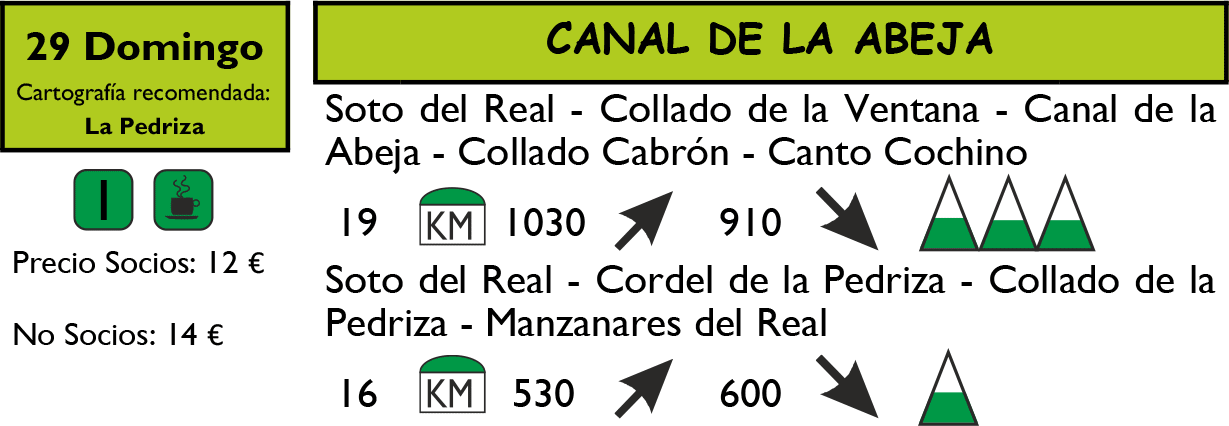 29 Domingo
Cartografía recomendada:
La Pedriza
I
Precio Socios: 12 €
No Socios: 14 €
CANAL DE LA ABEJA
Soto del Real - Collado de la Ventana - Canal de la
Abeja - Collado Cabrón - Canto Cochino
19 KM 1030 910
Soto del Real - Cordel de la Pedriza - Collado de la
Pedriza - Manzanares del Real
16 KM 530 600